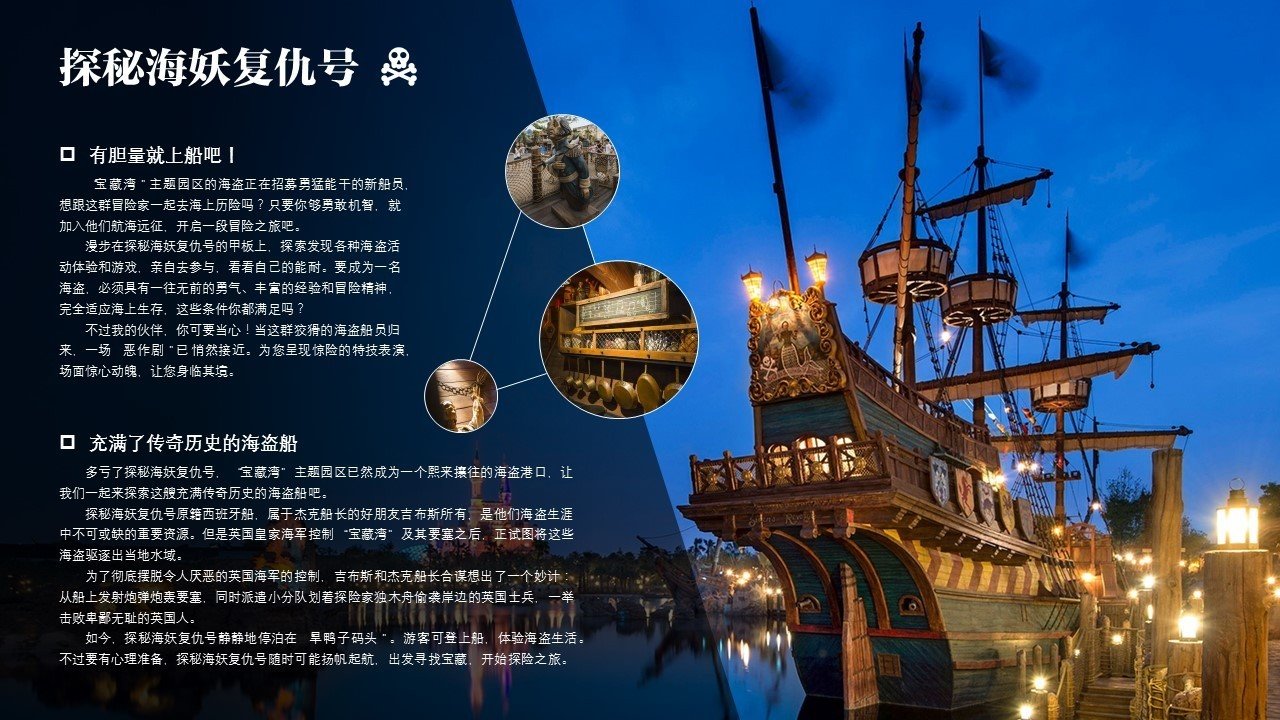 探秘海妖复仇号
有胆量就上船吧！
宝藏湾"主题园区的海盗正在招募勇猛能干的新船员，
想跟这群冒险家一起去海上历险吗？只要你够勇敢机智，就
加入他们航海远征，开启一段冒险之旅吧。
漫步在探秘海妖复仇号的甲板上，探索发现各种海盗活
动体验和游戏，亲自去参与，看看自己的能耐。要成为一名
海盗，必须具有一往无前的勇气、丰富的经验和冒险精神，
完全适应海上生存，这些条件你都满足吗？
不过我的伙伴，你可要当心！当这群狡猾的海盗船员归
来，一场 恶作剧"已悄然接近。为您呈现惊险的特技表演，
场面惊心动魄，让您身临其境。
充满了传奇历史的海盗船
多亏了探秘海妖复仇号，“宝藏湾”主题园区已然成为一个熙来攘往的海盗港口，让
我们一起来探索这艘充满传奇历史的海盗船吧。
探秘海妖复仇号原籍西班牙船，属于杰克船长的好朋友吉布斯所有，是他们海盗生涯
中不可或缺的重要资源。但是英国皇家海军控制“宝藏湾”及其要塞之后，正试图将这些
海盗驱逐出当地水域。
为了彻底摆脱令人厌恶的英国海军的控制，吉布斯和杰克船长合谋想出了一个妙计：
从船上发射炮弹炮轰要塞，同时派遣小分队划着探险家独木舟偷袭岸边的英国士兵，一举
击败卑鄙无耻的英国人。
如今，探秘海妖复仇号静静地停泊在 旱鸭子码头"。游客可登上船，体验海盗生活。
不过要有心理准备，探秘海妖复仇号随时可能扬帆起航，出发寻找宝藏，开始探险之旅。